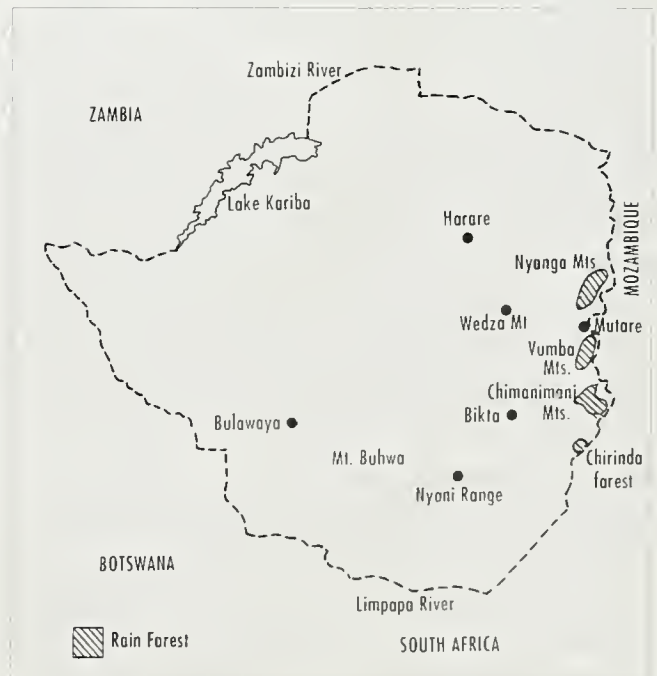 Zambizi River
ZAMBIA
Lake Kariba
Harare
MOZAMBIQUE
Nyanga Mts
Wedza Mt
Mutare
Vumba
Mts.
Chimanimani
Mts.
Bikta
Bulawaya
Mt. Buhwa
Chirinda
farest
Nyoni Range
BOTSWANA
Limpapa River
Rain Forest
SOUTH AFRICA